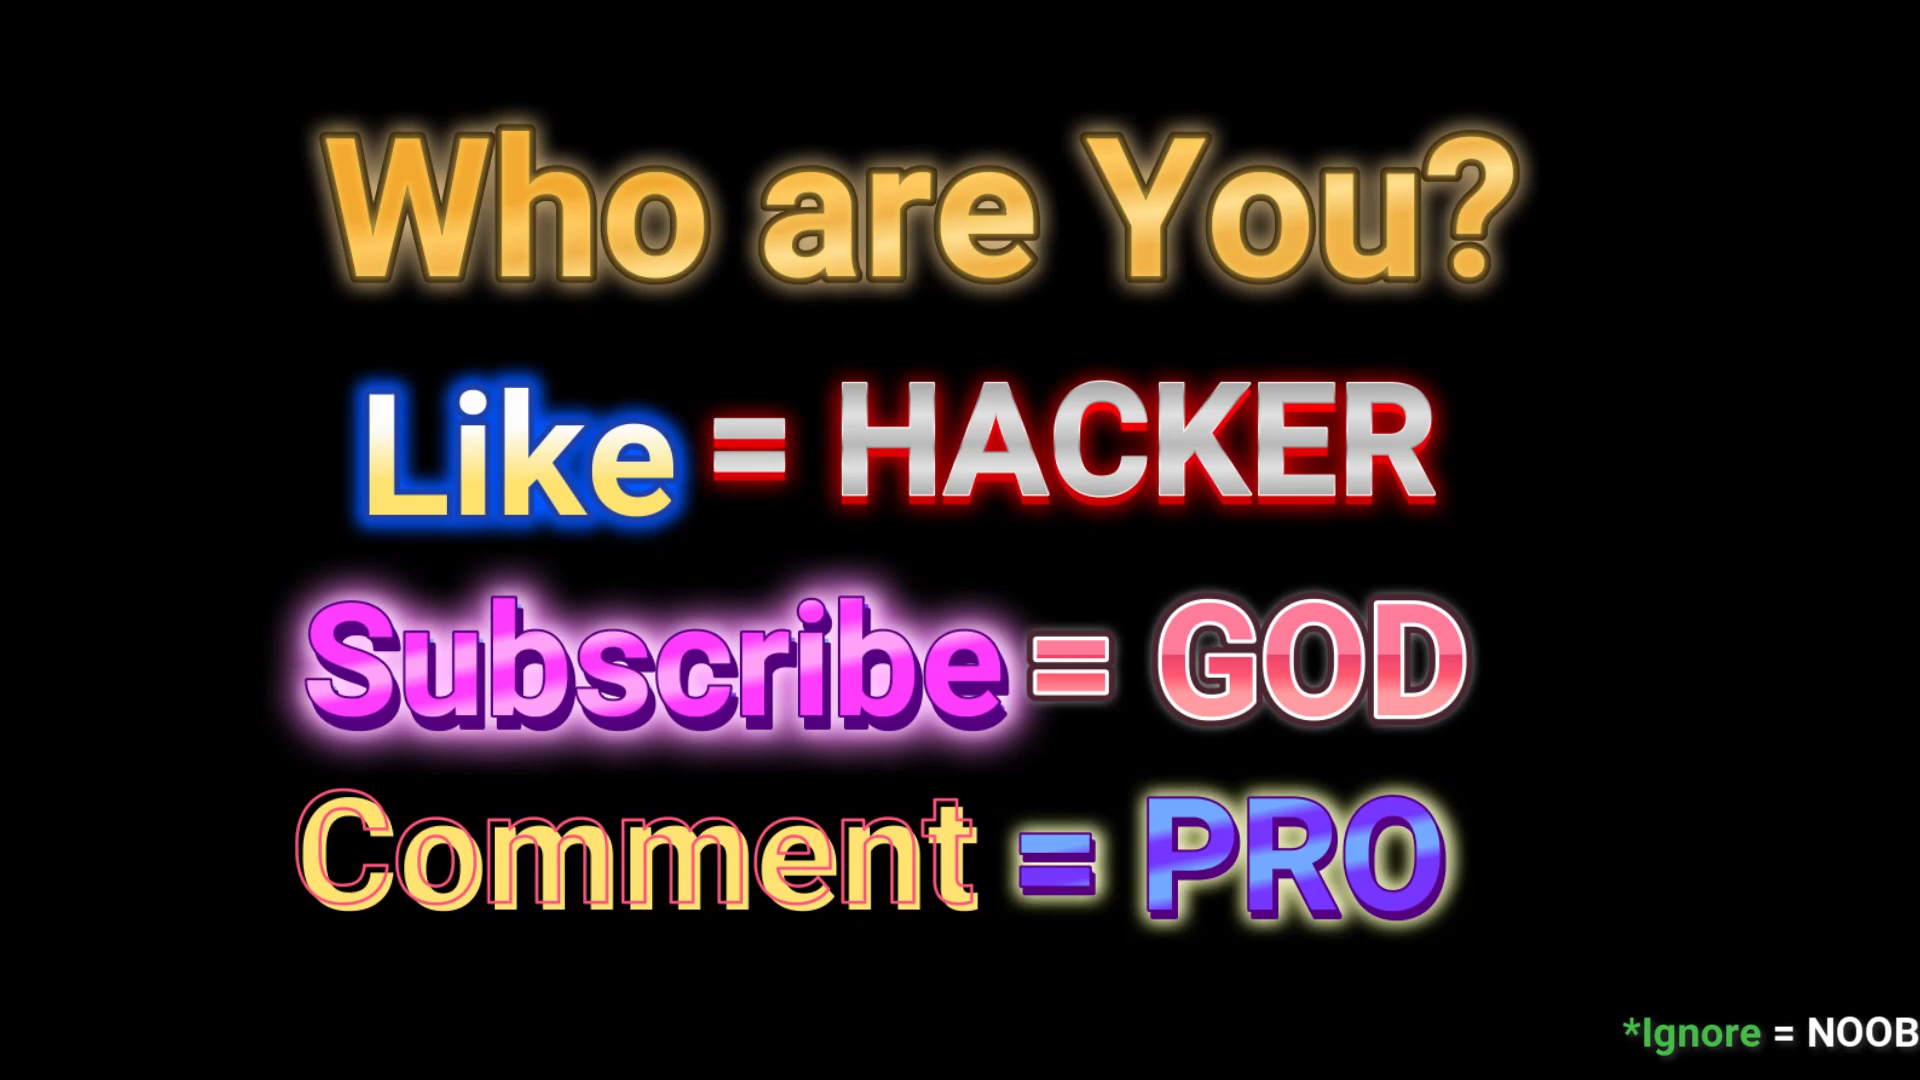 Who are You?
Like = HACKER
Subscribe = GOD
Comment = PRO
*Ignore = NOOB